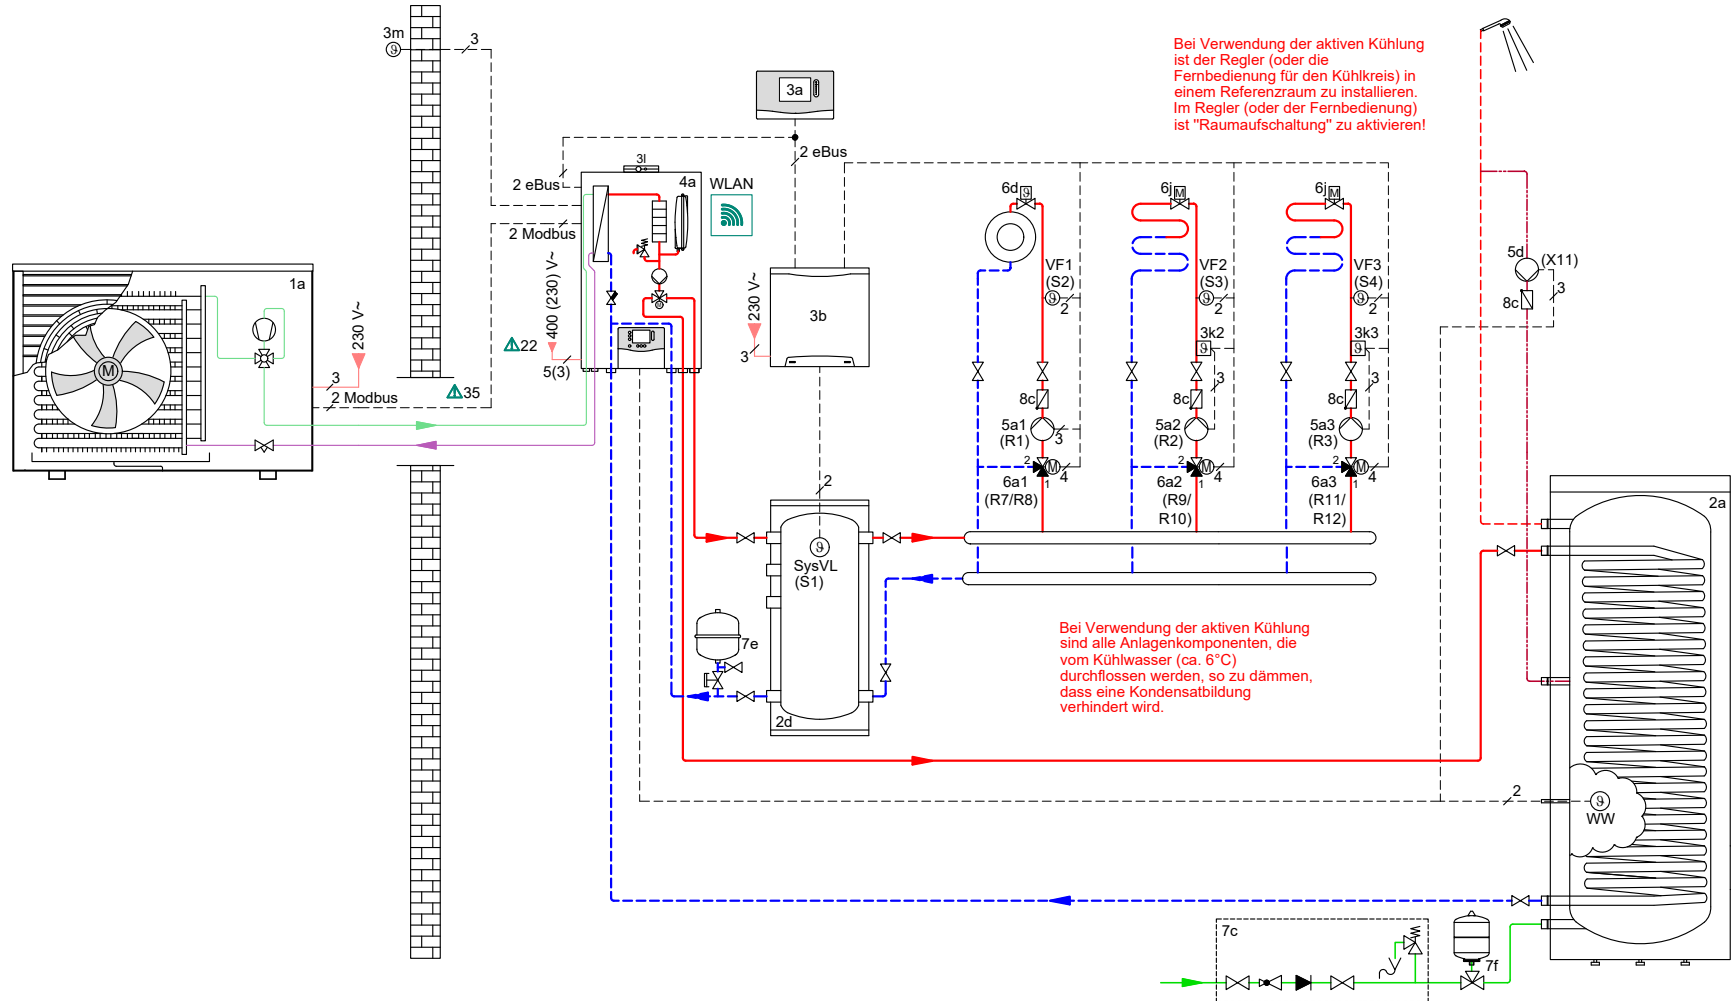 3m
3
Bei Verwendung der aktiven Kühlung
ist der Regler (oder die
Fernbedienung für den Kühlkreis) in
einem Referenzraum zu installieren.
Im Regler (oder der Fernbedienung)
ist "Raumaufschaltung" zu aktivieren!
3a
2 eBus
2 eBus
3l
4a
WLAN
2 Modbus
400 (230) V~
22
5(3)
1a
M
230 V~
3
2 Modbus
35
230 V~
3
3b
6d
VF1
(S2)
2
8c
5a1
(R1)
3
2
M
4
1
6a1
(R7/R8)
6j
M
VF2
(S3)
2
3k2
3
8c
5a2
(R2)
2
M
4
1
6a2
(R9/
R10)
6j
M
VF3
(S4)
2
3k3
3
8c
5a3
(R3)
2
M
4
1
6a3
(R11/
R12)
5d
(X11)
3
8c
2
SysVL
(S1)
2d
7e
Bei Verwendung der aktiven Kühlung
sind alle Anlagenkomponenten, die
vom Kühlwasser (ca. 6°C)
durchflossen werden, so zu dämmen,
dass eine Kondensatbildung
verhindert wird.
2a
2
WW
7c
7f